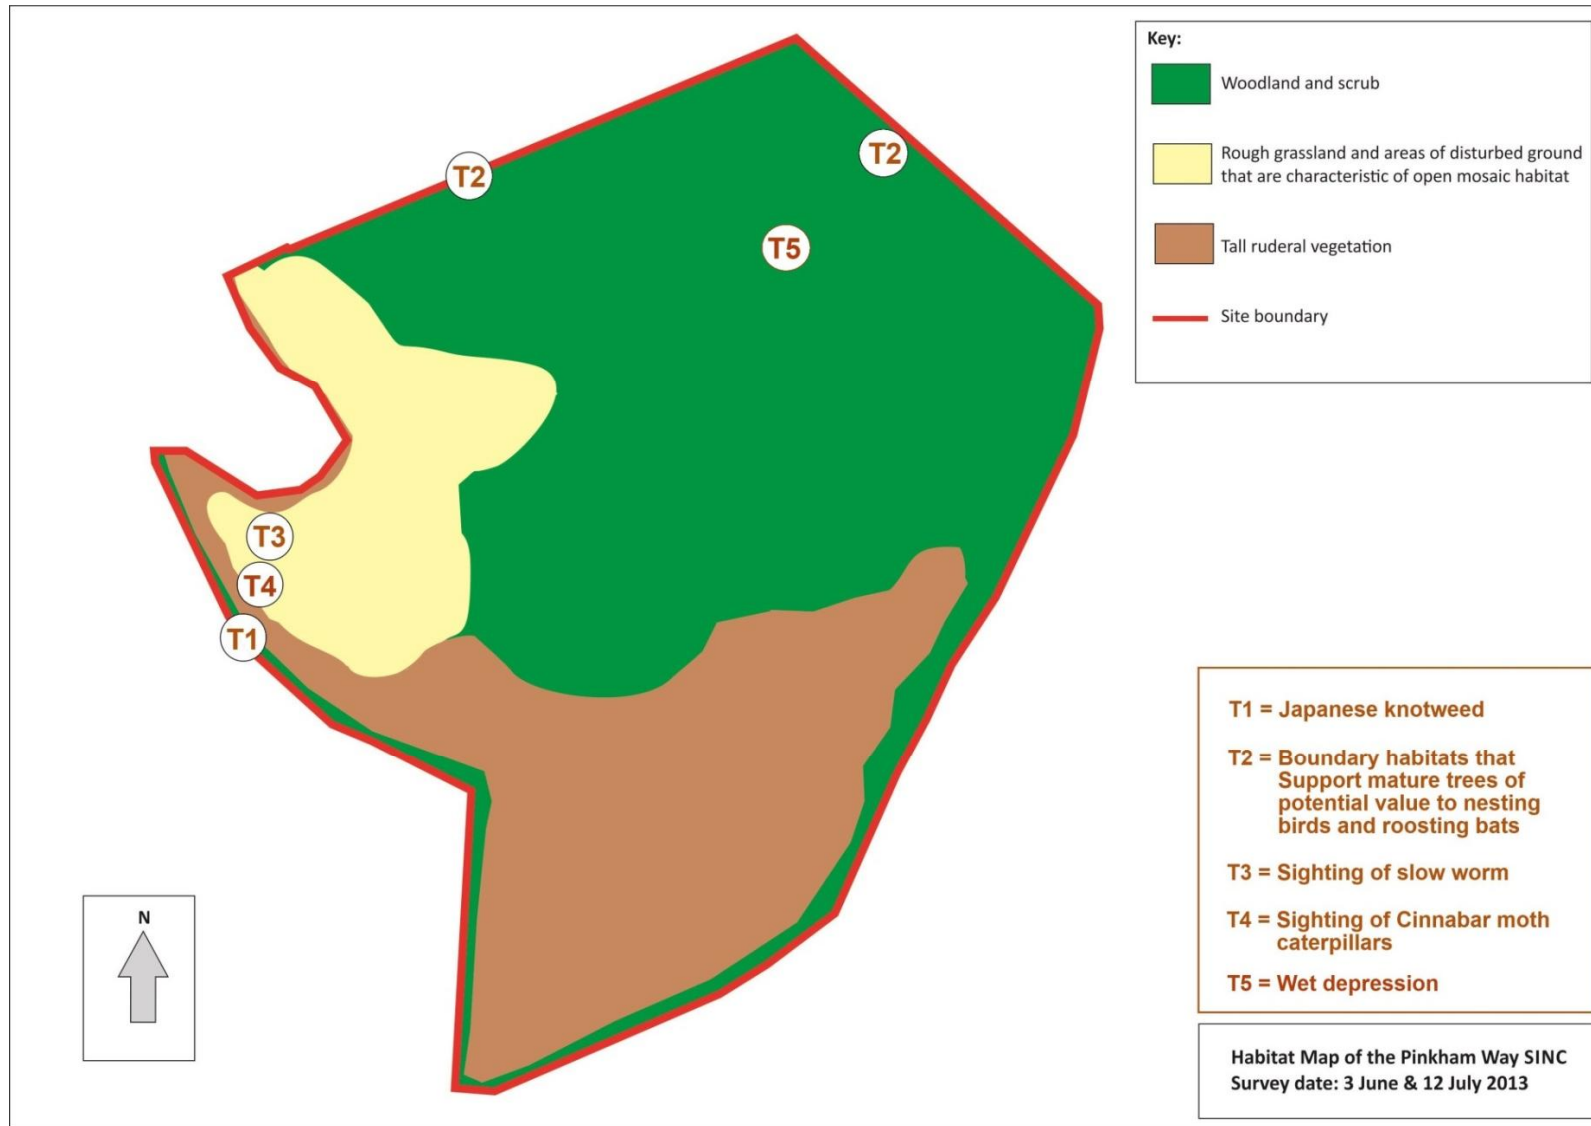 Key:
Woodland and scrub
Rough grassland and areas of disturbed ground
that are characteristic of open mosaic habitat
Tall ruderal vegetation
Site boundary
T2
T2
T5
T3
T4
T1
N
T1 = Japanese knotweed
T2 = Boundary habitats that
Support mature trees of
potential value to nesting
birds and roosting bats
T3 = Sighting of slow worm
T4 = Sighting of Cinnabar moth
caterpillars
T5 = Wet depression
Habitat Map of the Pinkham Way SINC
Survey date: 3 June & 12 July 2013